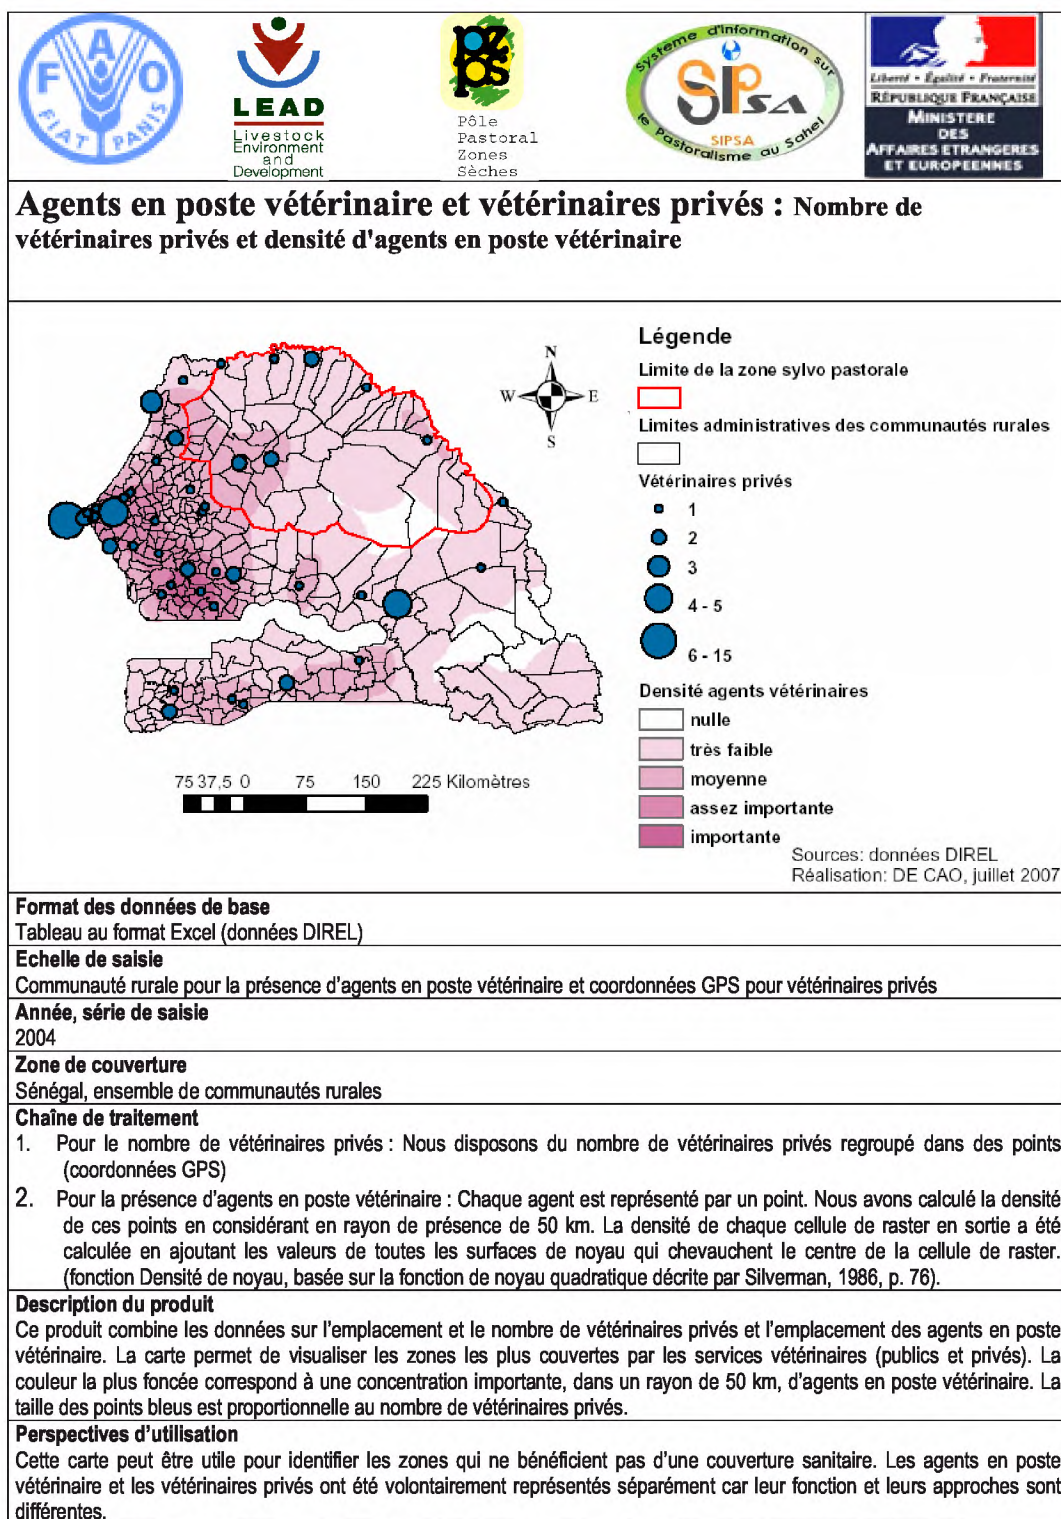 FAO
FIAT PANIS
LEAD
Livestock
Environment
and
Development
PPZS
Pôle
Pastoral
Zones
Sèches
Système d'information sur
le Pastoralisme au Sahel
SIPSA
SIPSA
Liberté • Égalité • Fraternité
RÉPUBLIQUE FRANÇAISE
MINISTERE
DES
AFFAIRES ETRANGERES
ET EUROPEENNES
Agents en poste vétérinaire et vétérinaires privés : Nombre de
vétérinaires privés et densité d'agents en poste vétérinaire
N
W E
S
Légende
Limite de la zone sylvo pastorale
Limites administratives des communautés rurales
Vétérinaires privés
1
2
3
4 - 5
6 - 15
Densité agents vétérinaires
nulle
très faible
moyenne
assez importante
importante
75 37,5 0 75 150 225 Kilomètres
Sources: données DIREL
Réalisation: DE CAO, juillet 2007
Format des données de base
Tableau au format Excel (données DIREL)
Echelle de saisie
Communauté rurale pour la présence d'agents en poste vétérinaire et coordonnées GPS pour vétérinaires privés
Année, série de saisie
2004
Zone de couverture
Sénégal, ensemble de communautés rurales
Chaîne de traitement
1. Pour le nombre de vétérinaires privés : Nous disposons du nombre de vétérinaires privés regroupé dans des points
(coordonnées GPS)
2. Pour la présence d'agents en poste vétérinaire : Chaque agent est représenté par un point. Nous avons calculé la densité
de ces points en considérant en rayon de présence de 50 km. La densité de chaque cellule de raster en sortie a été
calculée en ajoutant les valeurs de toutes les surfaces de noyau qui chevauchent le centre de la cellule de raster.
(fonction Densité de noyau, basée sur la fonction de noyau quadratique décrite par Silverman, 1986, p. 76).
Description du produit
Ce produit combine les données sur l'emplacement et le nombre de vétérinaires privés et l'emplacement des agents en poste
vétérinaire. La carte permet de visualiser les zones les plus couvertes par les services vétérinaires (publics et privés). La
couleur la plus foncée correspond à une concentration importante, dans un rayon de 50 km, d'agents en poste vétérinaire. La
taille des points bleus est proportionnelle au nombre de vétérinaires privés.
Perspectives d'utilisation
Cette carte peut être utile pour identifier les zones qui ne bénéficient pas d'une couverture sanitaire. Les agents en poste
vétérinaire et les vétérinaires privés ont été volontairement représentés séparément car leur fonction et leurs approches sont
différentes.